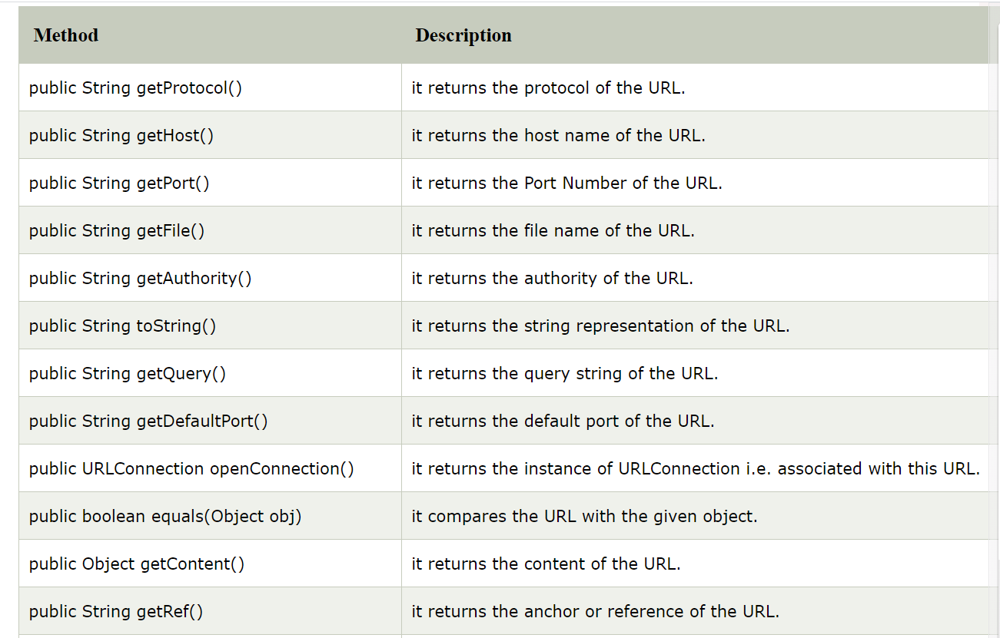 Method Description
public String getProtocol() it returns the protocol of the URL.
public String getHost() it returns the host name of the URL.
public String getPort() it returns the Port Number of the URL.
public String getFile() it returns the file name of the URL.
public String getAuthority() it returns the authority of the URL.
public String toString() it returns the string representation of the URL.
public String getQuery() it returns the query string of the URL.
public String getDefaultPort() it returns the default port of the URL.
public URLConnection openConnection() it returns the instance of URLConnection i.e. associated with this URL.
public boolean equals(Object obj) it compares the URL with the given object.
public Object getContent() it returns the content of the URL.
public String getRef() it returns the anchor or reference of the URL.